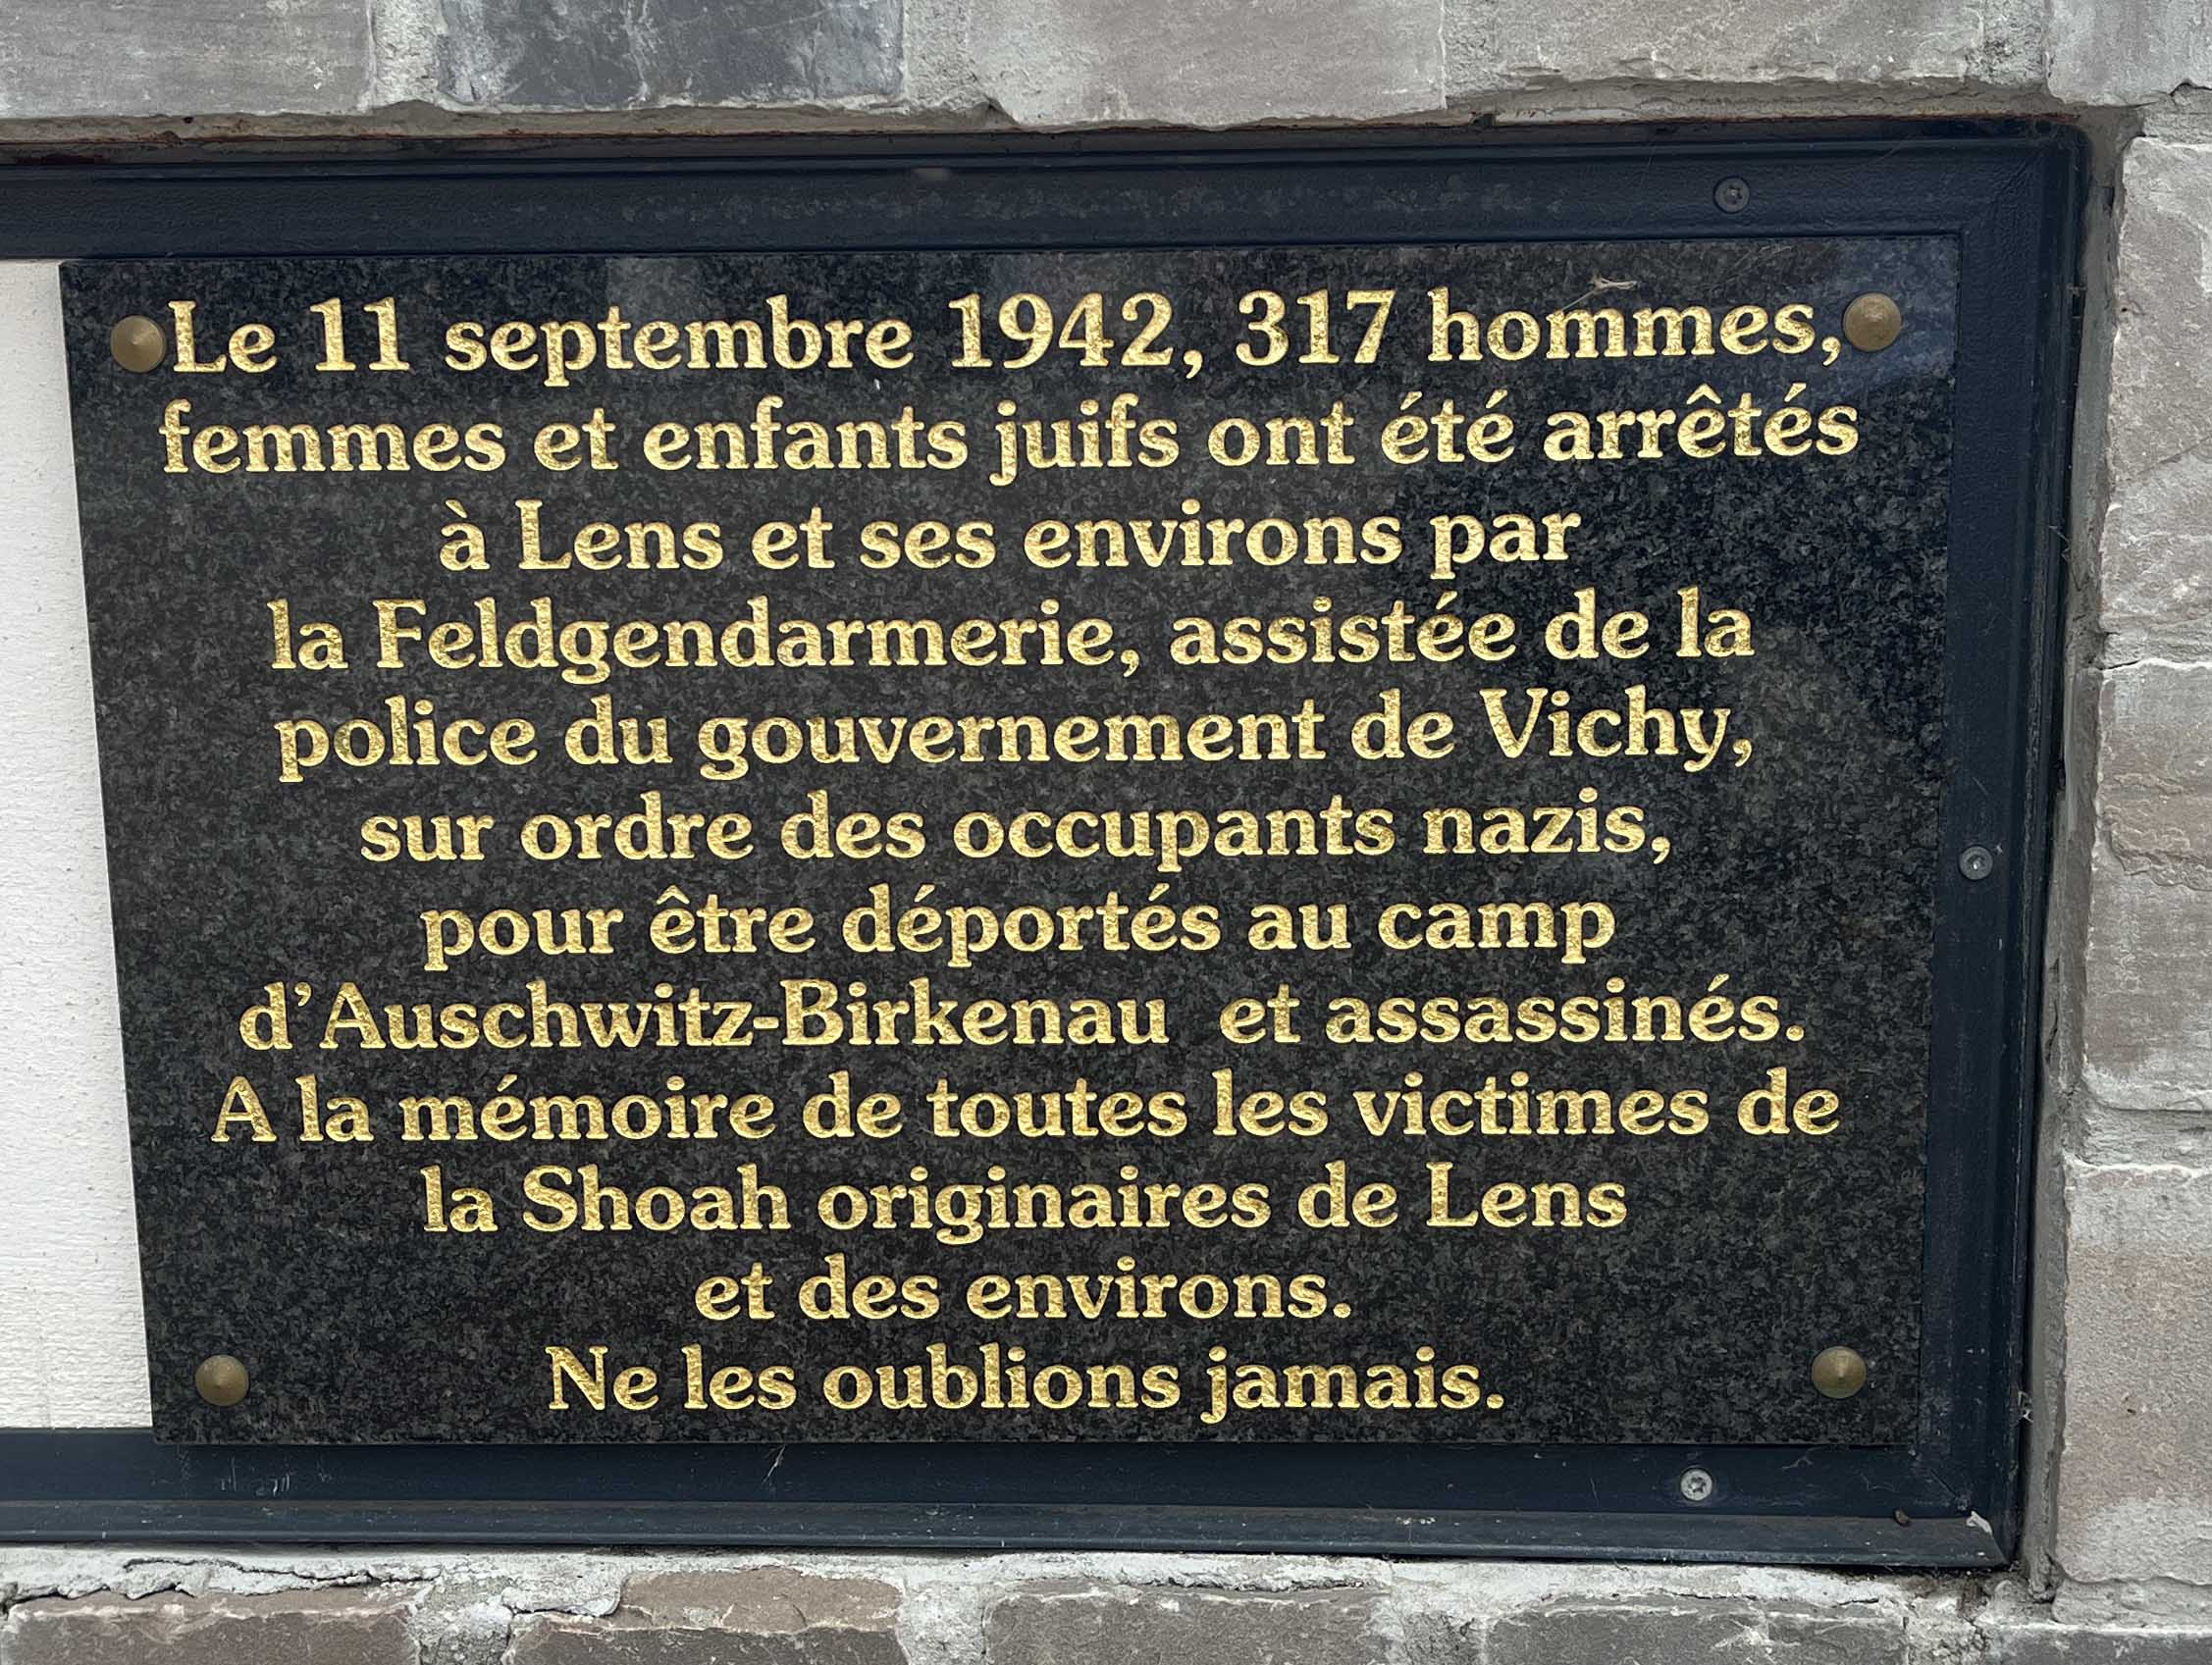 Le 11 septembre 1942, 317 hommes,
femmes et enfants juifs ont été arrêtés
à Lens et ses environs par
la Feldgendarmerie, assistée de la
police du gouvernement de Vichy,
sur ordre des occupants nazis,
pour être déportés au camp
d'Auschwitz-Birkenau et assassinés.
A la mémoire de toutes les victimes de
la Shoah originaires de Lens
et des environs.
Ne les oublions jamais.